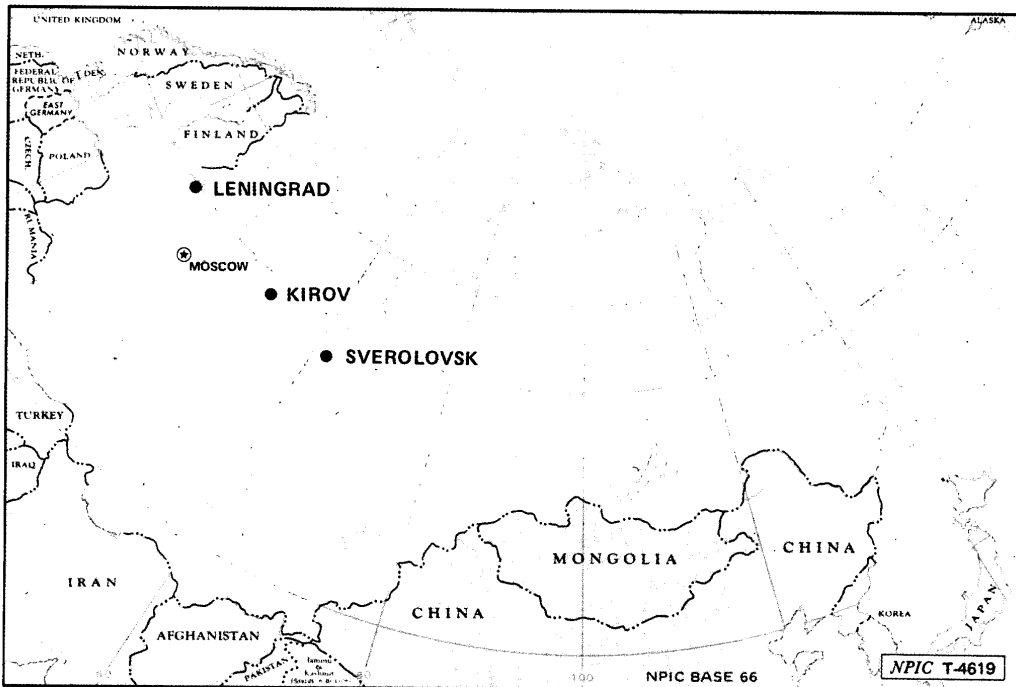 UNITED KINGDOM
ALASKA
NORWAY
NETH.
DEN.
FEDERAL
REPUBLIC OF
GERMANY
SWEDEN
EAST
GERMANY
FINLAND
CZECH.
POLAND
LENINGRAD
RUMANIA
MOSCOW
KIROV
SVEROLOVSK
TURKEY
IRAQ
MONGOLIA
CHINA
IRAN
CHINA
KOREA
JAPAN
AFGHANISTAN
PAKISTAN
Jammu
&
Kashmir
80
100
NPIC BASE 66
NPIC T-4619